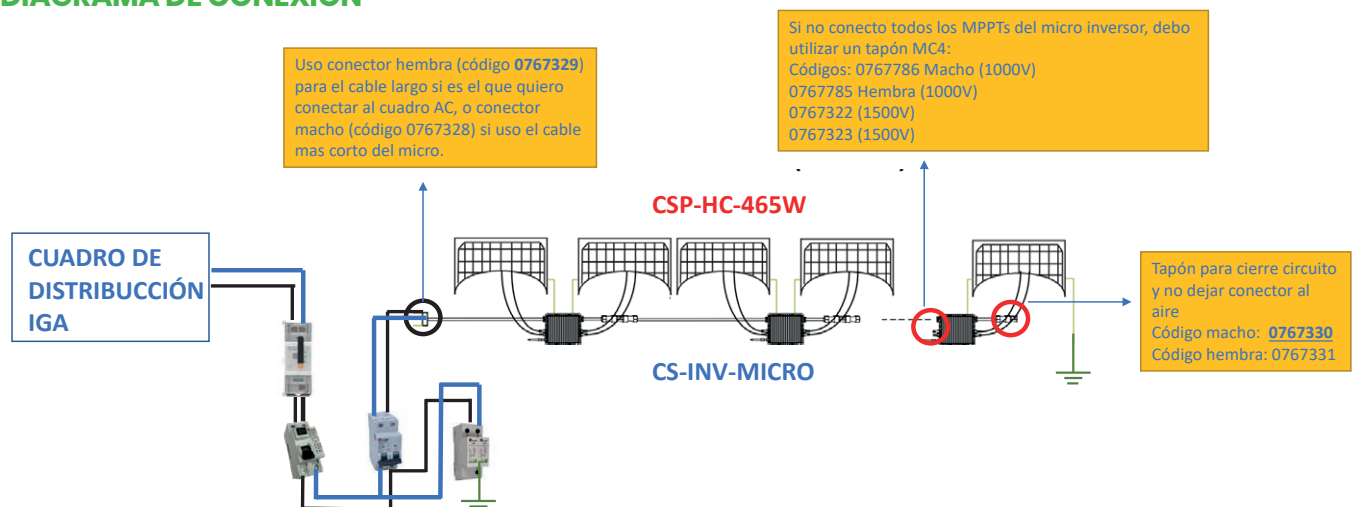 DIAGRAMA DE CONEXIÓN
Si no conecto todos los MPPTs del micro inversor, debo
utilizar un tapón MC4:
Códigos: 0767786 Macho (1000V)
0767785 Hembra (1000V)
0767322 (1500V)
0767323 (1500V)
Uso conector hembra (código 0767329)
para el cable largo si es el que quiero
conectar al cuadro AC, o conector
macho (código 0767328) si uso el cable
mas corto del micro.
CSP-HC-465W
CUADRO DE
DISTRIBUCCIÓN
IGA
Tapón para cierre circuito
y no dejar conector al
aire
Código macho: 0767330
Código hembra: 0767331
CS-INV-MICRO